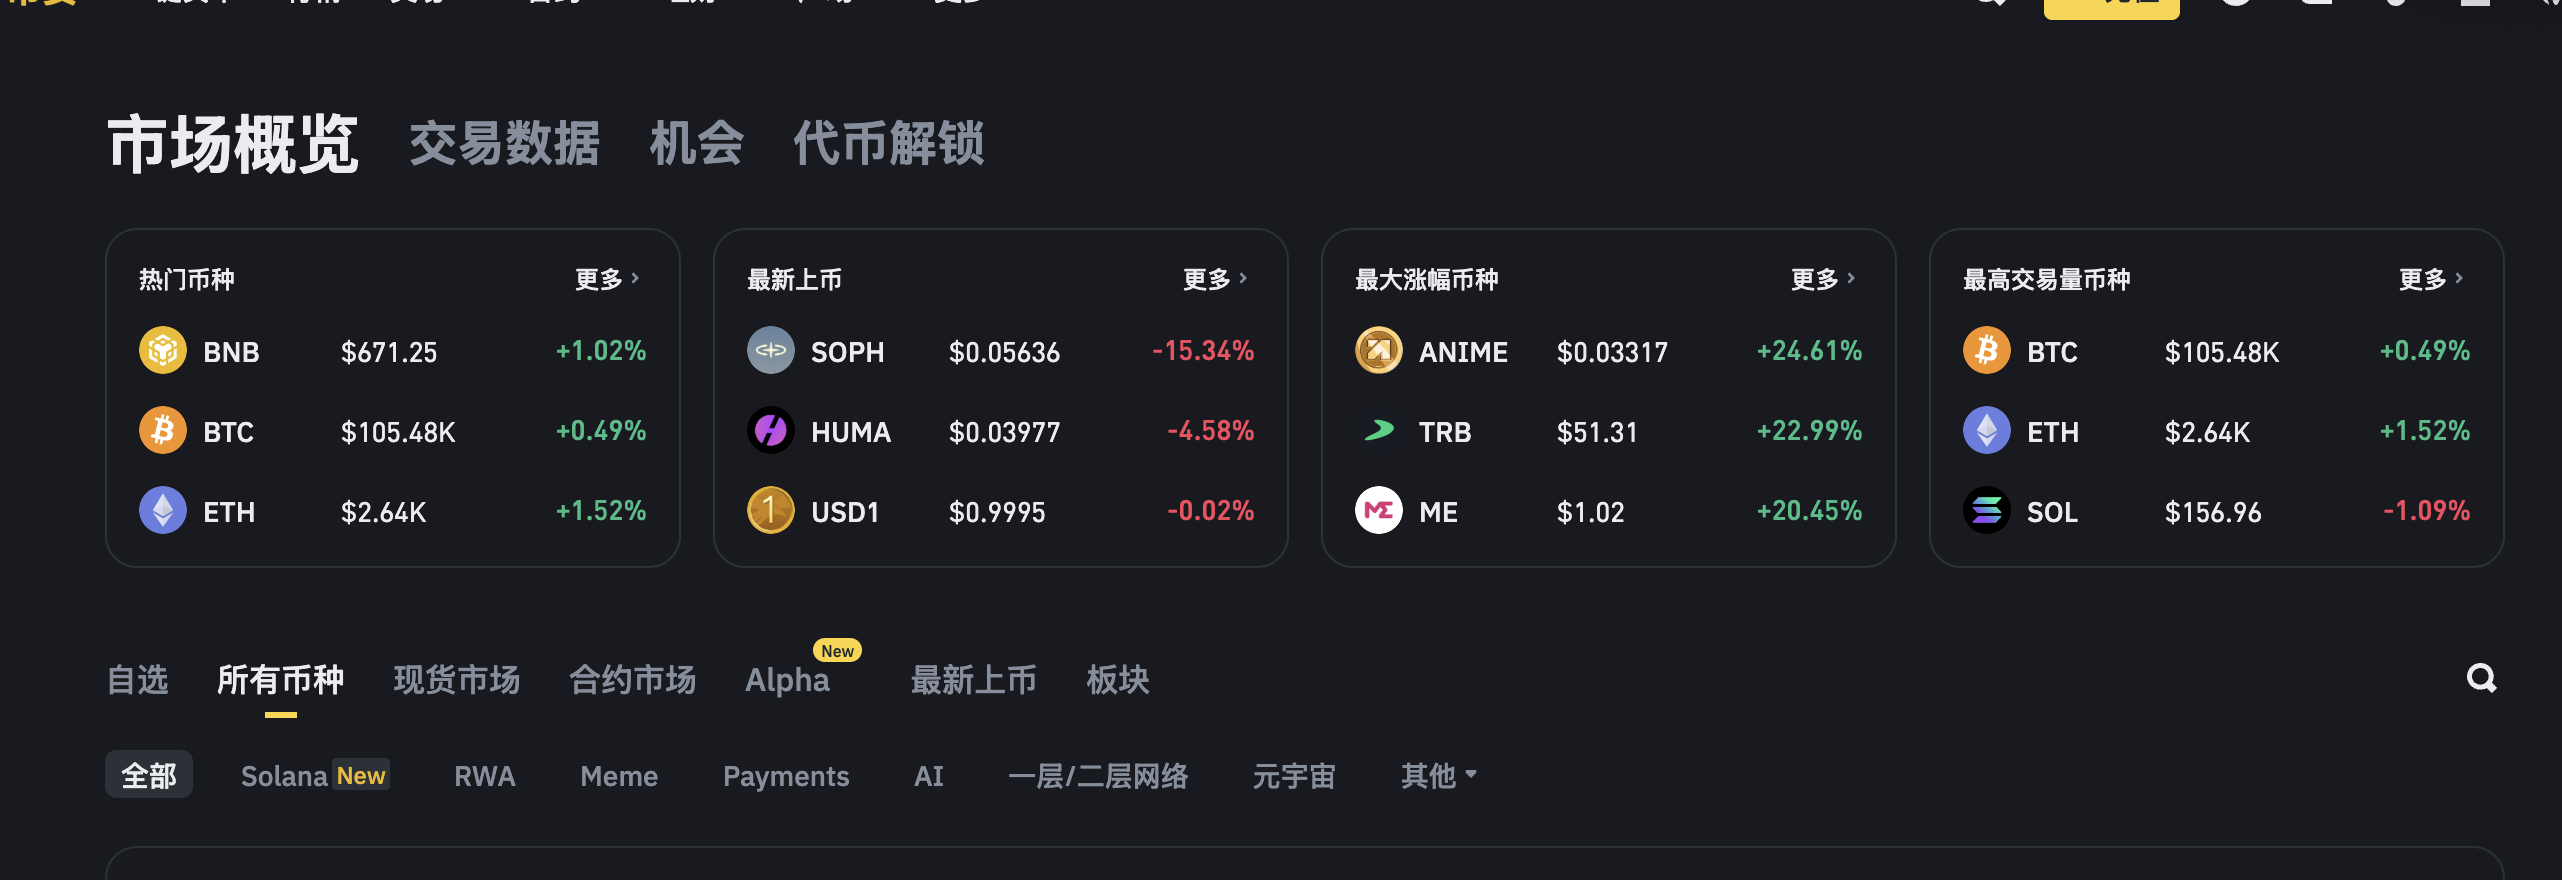 市场概览 交易数据 机会 代币解锁
热门币种 更多
BNB $671.25 +1.02%
BTC $105.48K +0.49%
ETH $2.64K +1.52%
最新上币 更多
SOPH $0.05636 -15.34%
HUMA $0.03977 -4.58%
USD1 $0.9995 -0.02%
最大涨幅币种 更多
ANIME $0.03317 +24.61%
TRB $51.31 +22.99%
ME $1.02 +20.45%
最高交易量币种 更多
BTC $105.48K +0.49%
ETH $2.64K +1.52%
SOL $156.96 -1.09%
自选 所有币种 现货市场 合约市场 Alpha New 最新上币 板块
全部 Solana New RWA Meme Payments AI 一层/二层网络 元宇宙 其他